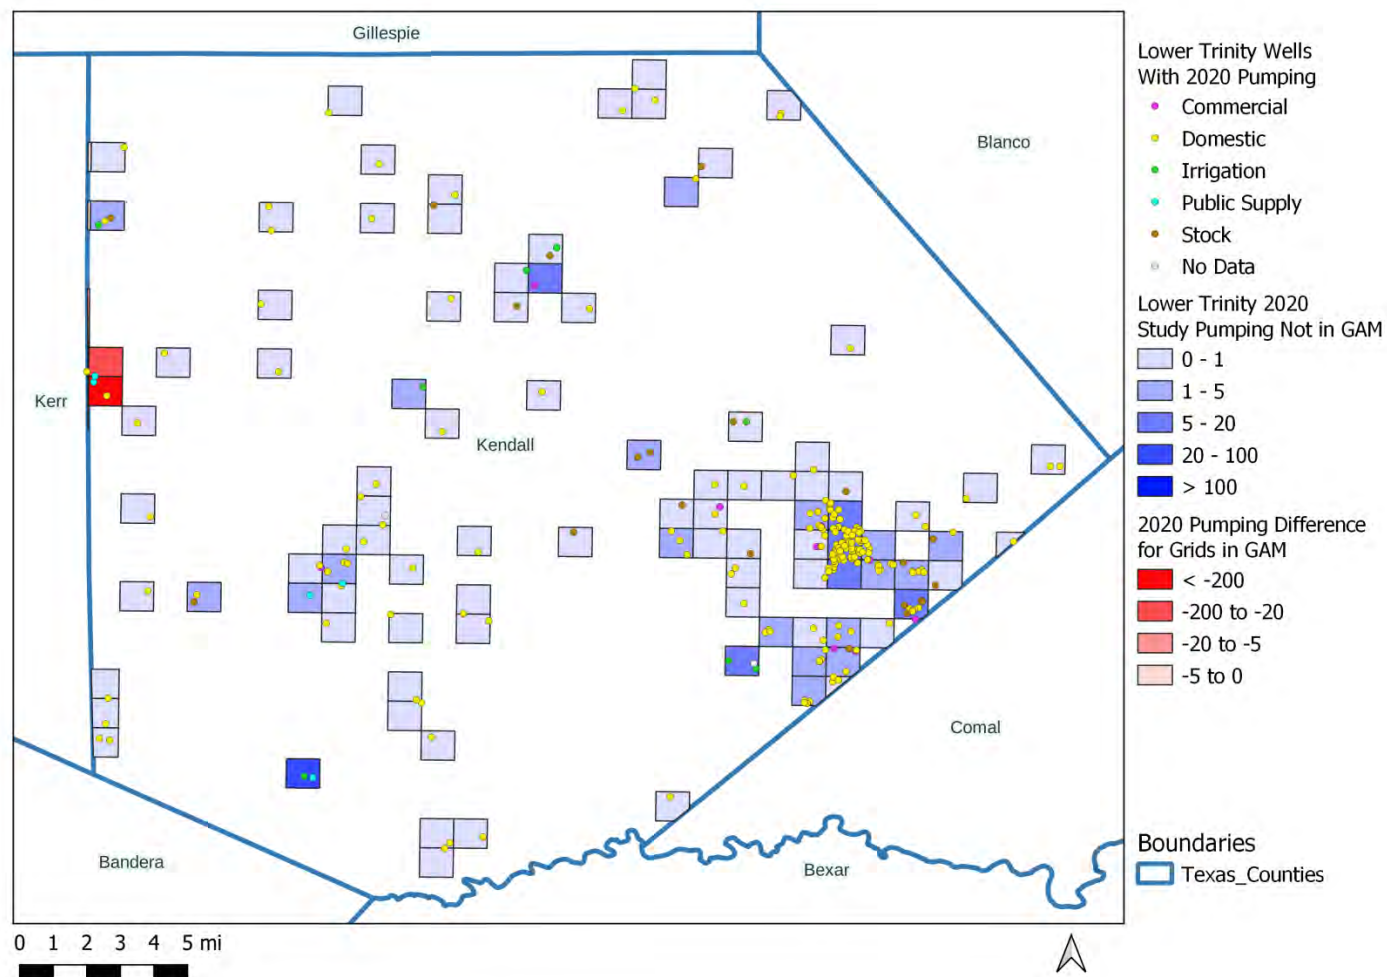 Gillespie
Blanco
Kerr
Kendall
Comal
Bandera
Bexar
0 1 2 3 4 5 mi
Lower Trinity Wells
With 2020 Pumping
Commercial
Domestic
Irrigation
Public Supply
Stock
No Data
Lower Trinity 2020
Study Pumping Not in GAM
0 - 1
1 - 5
5 - 20
20 - 100
> 100
2020 Pumping Difference
for Grids in GAM
< -200
-200 to -20
-20 to -5
-5 to 0
Boundaries
Texas_Counties